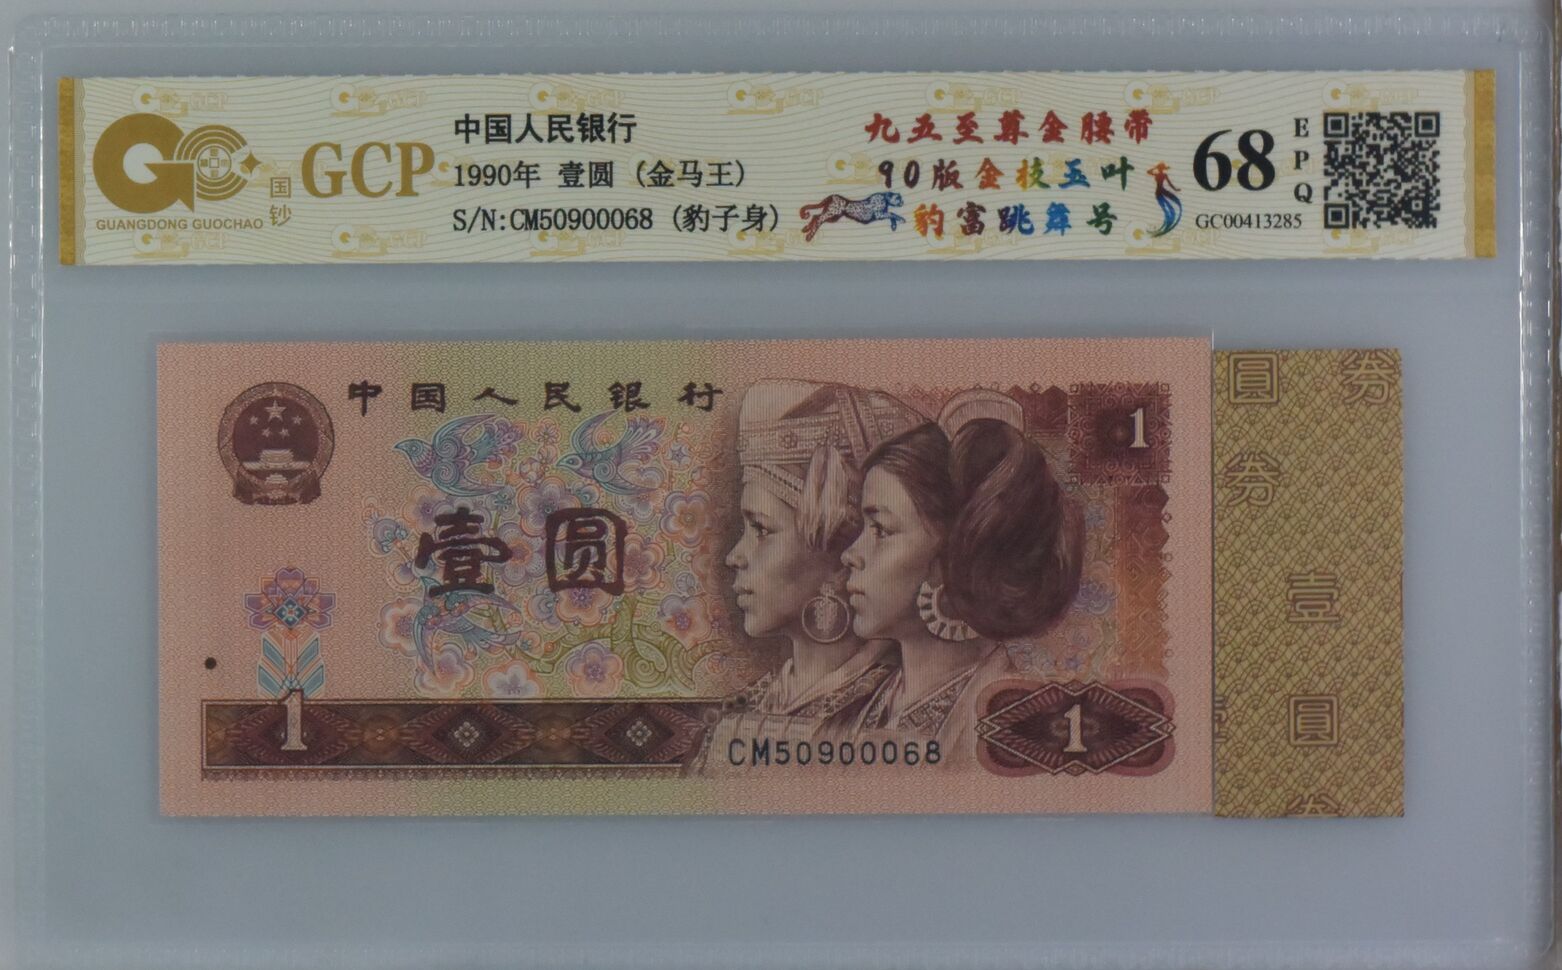 中国人民银行
1990年 壹圆 (金马王)
S/N:CM50900068 (豹子身)
GUANGDONG GUOCHAO
国钞
GCP
九五至尊金腰带
90版金枝玉叶
豹富跳舞号
68
EPQ
GC00413285
中国人民银行
1
壹圆
1
CM50900068
1
圆 券
券
壹
圆
券